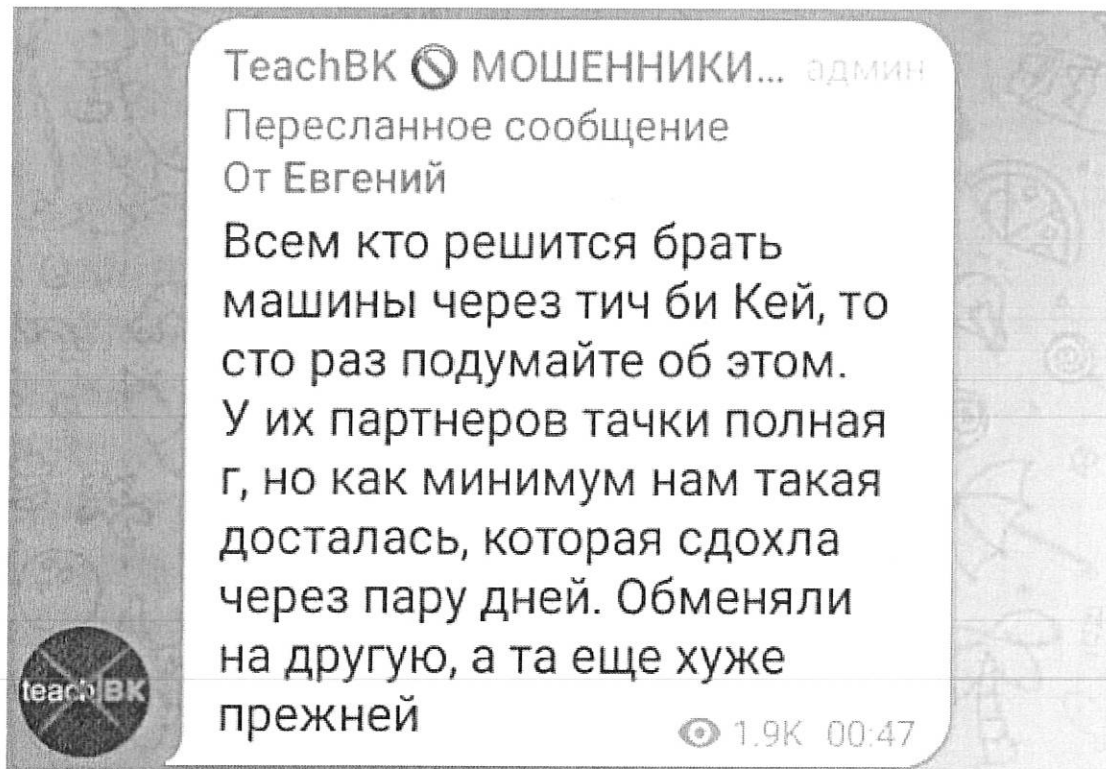 TeachBK 🚫 МОШЕННИКИ... админ
Пересланное сообщение
От Евгений
Всем кто решится брать
машины через тич би Кей, то
сто раз подумайте об этом.
У их партнеров тачки полная
г, но как минимум нам такая
досталась, которая сдохла
через пару дней. Обменяли
на другую, а та еще хуже
прежней
1.9K 00:47
teachBK